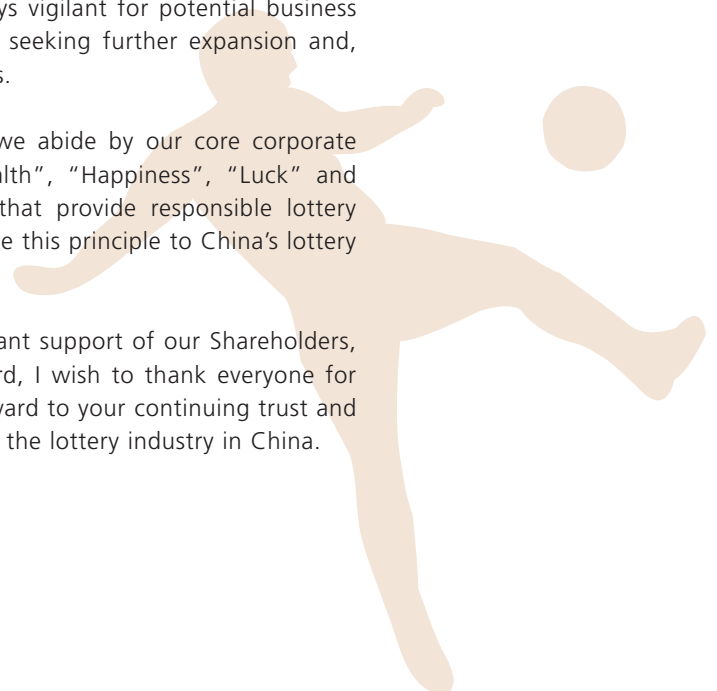 ys vigilant for potential business
seeking further expansion and,
s.
we abide by our core corporate
alth”, “Happiness”, “Luck” and
that provide responsible lottery
e this principle to China’s lottery
ant support of our Shareholders,
rd, I wish to thank everyone for
ward to your continuing trust and
the lottery industry in China.